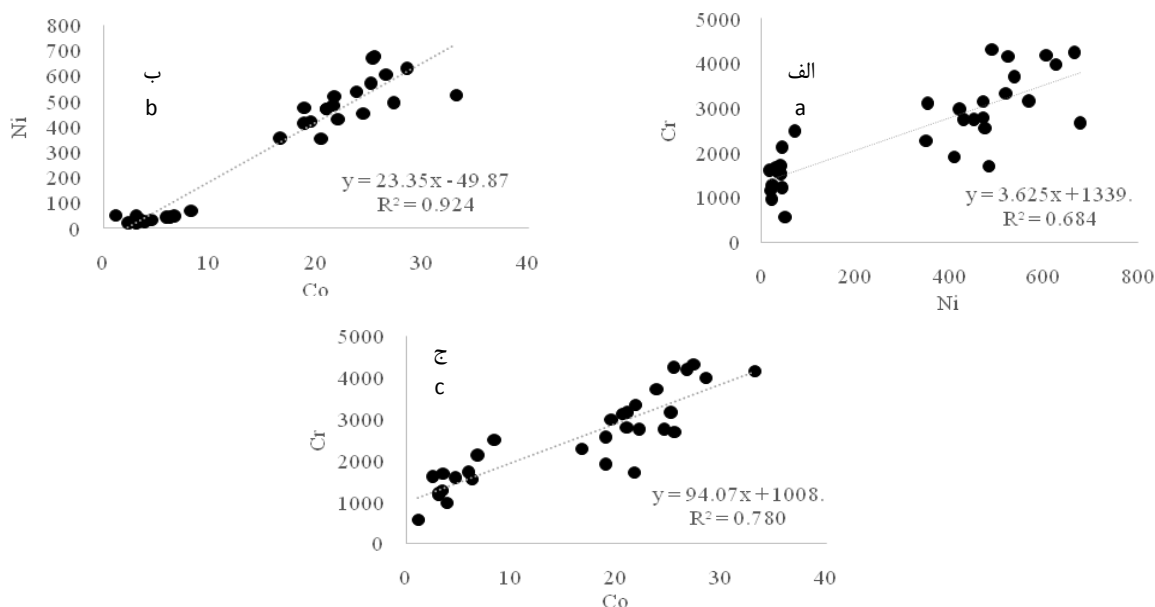 800
700
600
500
400
300
200
100
0
Ni
ب
b
y = 23.35x - 49.87
R² = 0.924
0 10 20 30 40
Co
5000
4000
3000
2000
1000
0
Cr
الف
a
y = 3.625x + 1339.
R² = 0.684
0 200 400 600 800
Ni
5000
4000
3000
2000
1000
0
Cr
ج
c
y = 94.07x + 1008.
R² = 0.780
0 10 20 30 40
Co